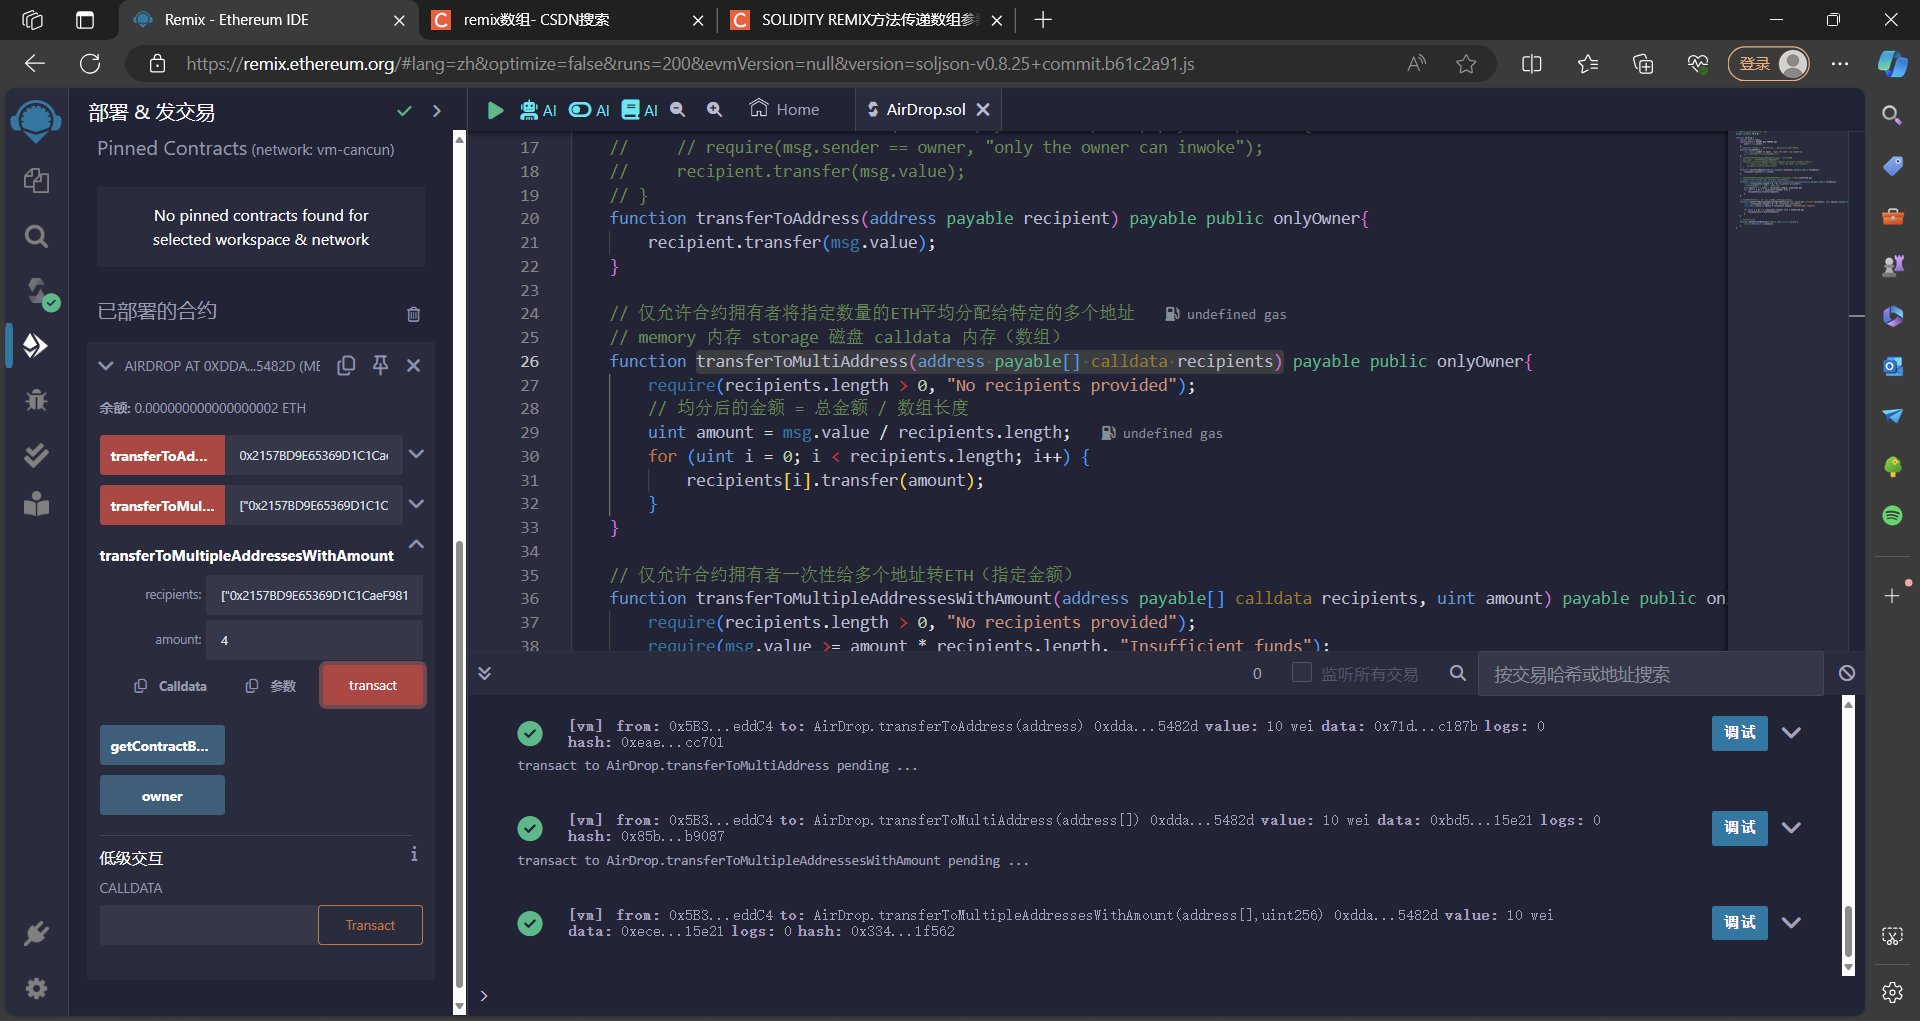 Remix - Ethereum IDE
remix数组- CSDN搜索
SOLIDITY REMIX方法传递数组参
https://remix.ethereum.org/#lang=zh&optimize=false&runs=200&evmVersion=null&version=soljson-v0.8.25+commit.b61c2a91.js
登录
部署 & 发交易
Pinned Contracts (network: vm-cancun)
No pinned contracts found for
selected workspace & network
已部署的合约
AIRDROP AT 0XDDA...5482D (ME
余额: 0.000000000000000002 ETH
transferToAd...
0x2157BD9E65369D1C1Cae
transferToMul...
["0x2157BD9E65369D1C1C
transferToMultipleAddressesWithAmount
recipients:
["0x2157BD9E65369D1C1CaeF981
amount:
4
Calldata
参数
transact
getContractB...
owner
低级交互
i
CALLDATA
Transact
AI
AI
AI
Home
AirDrop.sol
17 //     // require(msg.sender == owner, "only the owner can inwoke");
18 //     recipient.transfer(msg.value);
19 // }
20 function transferToAddress(address payable recipient) payable public onlyOwner{
21     recipient.transfer(msg.value);
22 }
23
24 // 仅允许合约拥有者将指定数量的ETH平均分配给特定的多个地址 undefined gas
25 // memory 内存 storage 磁盘 calldata 内存（数组）
26 function transferToMultiAddress(address payable[] calldata recipients) payable public onlyOwner{
27     require(recipients.length > 0, "No recipients provided");
28     // 均分后的金额 = 总金额 / 数组长度
29     uint amount = msg.value / recipients.length; undefined gas
30     for (uint i = 0; i < recipients.length; i++) {
31         recipients[i].transfer(amount);
32     }
33 }
34
35 // 仅允许合约拥有者一次性给多个地址转ETH（指定金额）
36 function transferToMultipleAddressesWithAmount(address payable[] calldata recipients, uint amount) payable public on
37     require(recipients.length > 0, "No recipients provided");
38     require(msg.value >= amount * recipients.length, "Insufficient funds");
0
监听所有交易
按交易哈希或地址搜索
[vm] from: 0x5B3...eddC4 to: AirDrop.transferToAddress(address) 0xdda...5482d value: 10 wei data: 0x71d...c187b logs: 0
hash: 0xeae...cc701
调试
transact to AirDrop.transferToMultiAddress pending ...
[vm] from: 0x5B3...eddC4 to: AirDrop.transferToMultiAddress(address[]) 0xdda...5482d value: 10 wei data: 0xbd5...15e21 logs: 0
hash: 0x85b...b9087
调试
transact to AirDrop.transferToMultipleAddressesWithAmount pending ...
[vm] from: 0x5B3...eddC4 to: AirDrop.transferToMultipleAddressesWithAmount(address[],uint256) 0xdda...5482d value: 10 wei
data: 0xece...15e21 logs: 0 hash: 0x334...1f562
调试
>